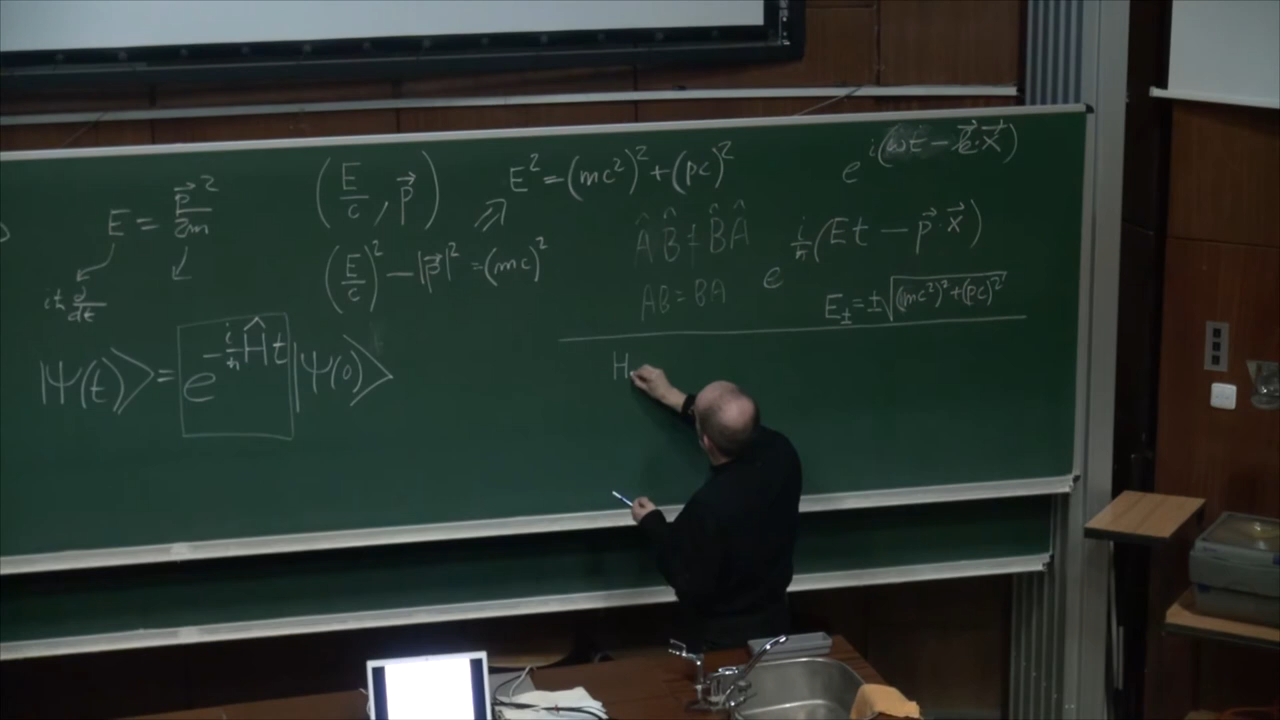 E = p⃗²/2m
iħ d/dt
|Ψ(t)⟩ = e^{-i/ħ Ĥt} |Ψ(0)⟩
(E/c, p⃗)
(E/c)² − |p⃗|² = (mc)²
⇗ E² = (mc²)² + (pc)²
ÂB̂ ≠ B̂Â
AB = BA
e^{i(ωt − k⃗·x⃗)}
e^{i/ħ(Et − p⃗·x⃗)}
E± = ±√((mc²)² + (pc)²)
H